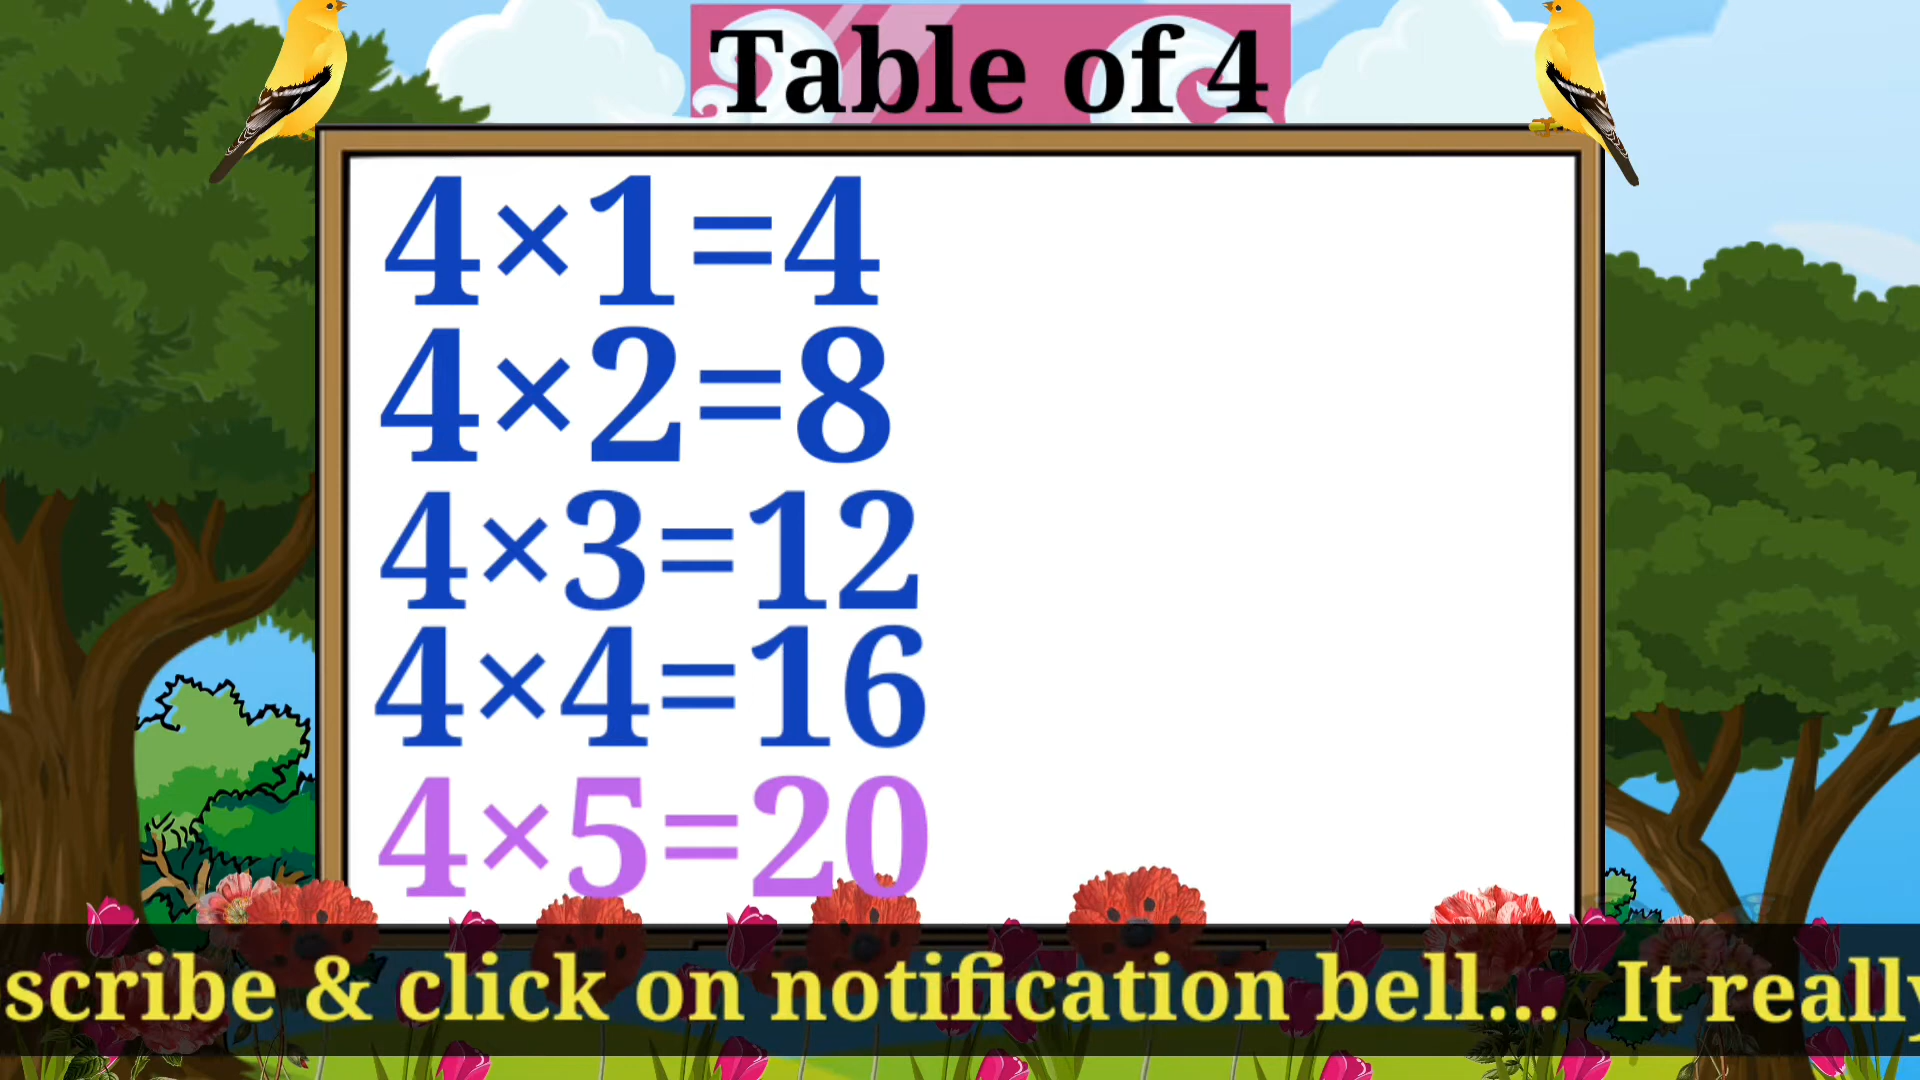 Table of 4
4×1=4
4×2=8
4×3=12
4×4=16
4×5=20
scribe & click on notification bell... It really